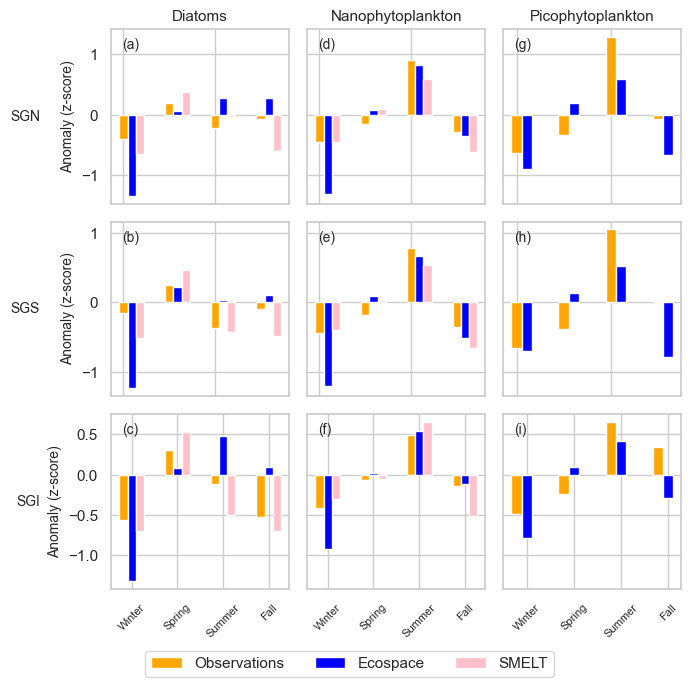 Diatoms Nanophytoplankton Picophytoplankton
(a) (d) (g)
SGN Anomaly (z-score) 1 0 −1
(b) (e) (h)
SGS Anomaly (z-score) 1 0 −1
(c) (f) (i)
SGI Anomaly (z-score) 0.5 0.0 −0.5 −1.0
Winter Spring Summer Fall Winter Spring Summer Fall Winter Spring Summer Fall
Observations Ecospace SMELT